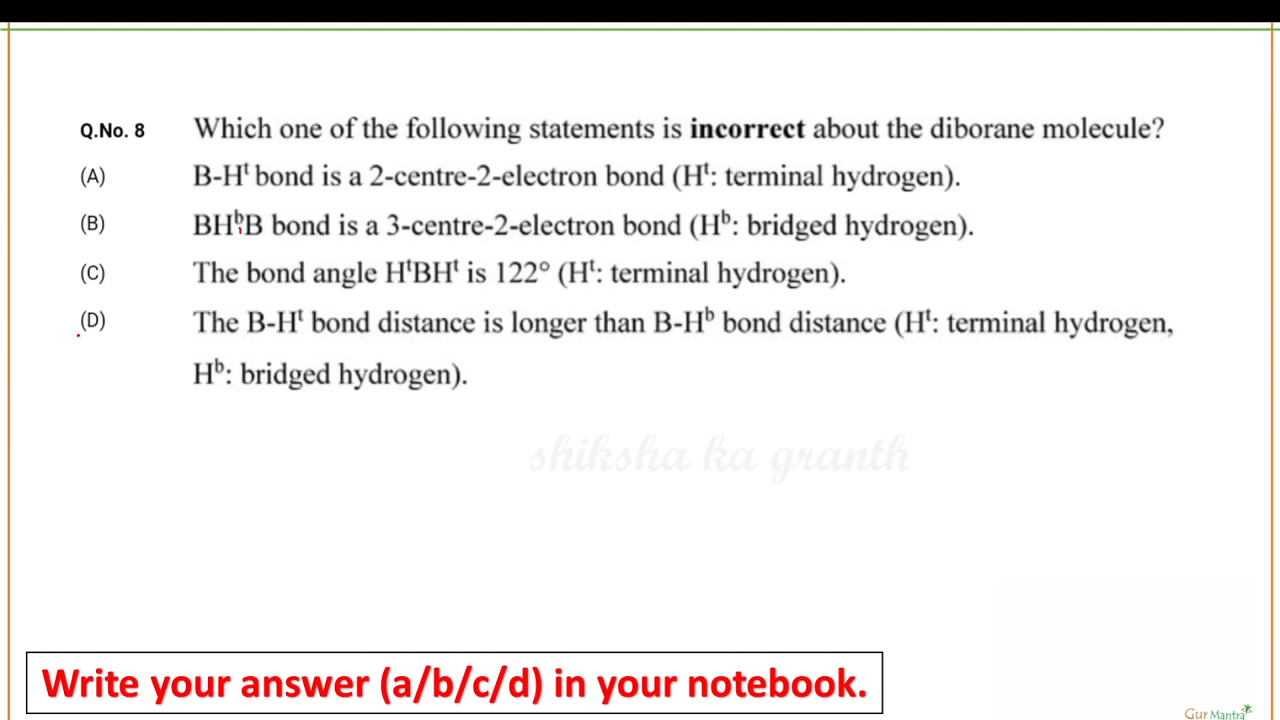 Q.No. 8 Which one of the following statements is incorrect about the diborane molecule?
(A) B-Hᵗ bond is a 2-centre-2-electron bond (Hᵗ: terminal hydrogen).
(B) BHᵇB bond is a 3-centre-2-electron bond (Hᵇ: bridged hydrogen).
(C) The bond angle HᵗBHᵗ is 122° (Hᵗ: terminal hydrogen).
(D) The B-Hᵗ bond distance is longer than B-Hᵇ bond distance (Hᵗ: terminal hydrogen,
Hᵇ: bridged hydrogen).
shiksha ka granth
Write your answer (a/b/c/d) in your notebook.
Gur Mantra